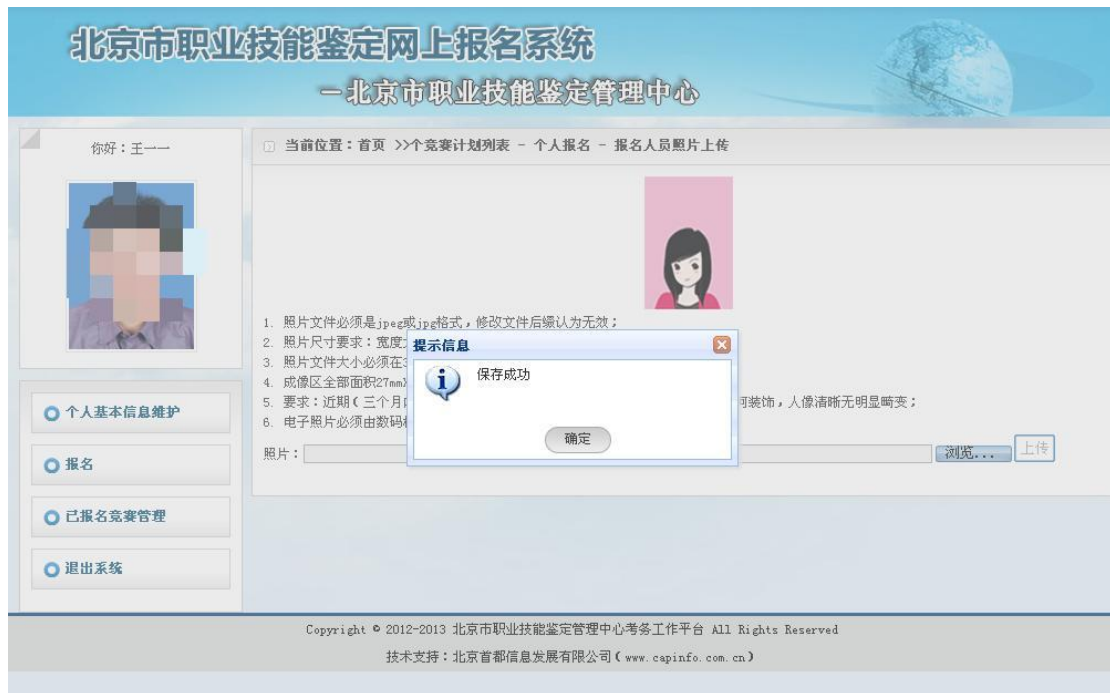 北京市职业技能鉴定网上报名系统
—北京市职业技能鉴定管理中心
你好：王一一
当前位置：首页 >>个竞赛计划列表 - 个人报名 - 报名人员照片上传
1. 照片文件必须是jpeg或jpg格式，修改文件后缀认为无效；
2. 照片尺寸要求：宽度
3. 照片文件大小必须在
4. 成像区全部面积27mm
5. 要求：近期（三个月 何装饰，人像清晰无明显畸变；
6. 电子照片必须由数码
提示信息
保存成功
确定
照片：
浏览...
上传
个人基本信息维护
报名
已报名竞赛管理
退出系统
Copyright © 2012-2013 北京市职业技能鉴定管理中心考务工作平台 All Rights Reserved
技术支持：北京首都信息发展有限公司（www.capinfo.com.cn）